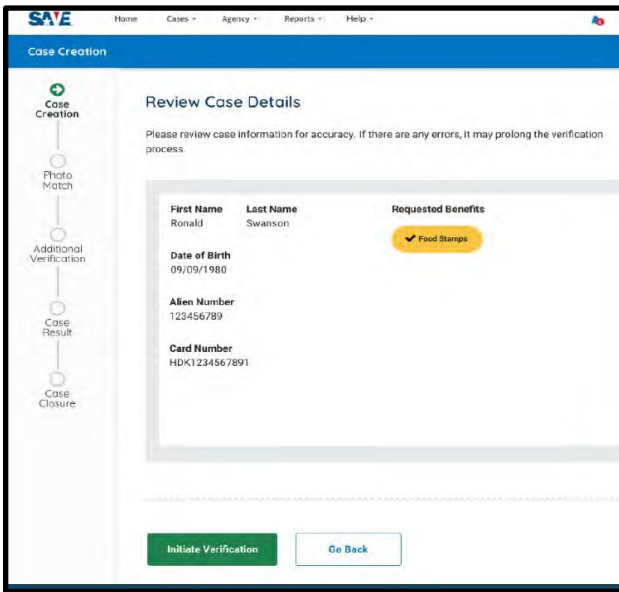 SAVE Home Cases Agency Reports Help
Case Creation
Case
Creation
Photo
Match
Additional
Verification
Case
Result
Case
Closure
Review Case Details
Please review case information for accuracy. If there are any errors, it may prolong the verification
process.
First Name Last Name
Ronald Swanson
Date of Birth
09/09/1980
Alien Number
123456789
Card Number
HDK1234567891
Requested Benefits
Food Stamps
Initiate Verification Go Back